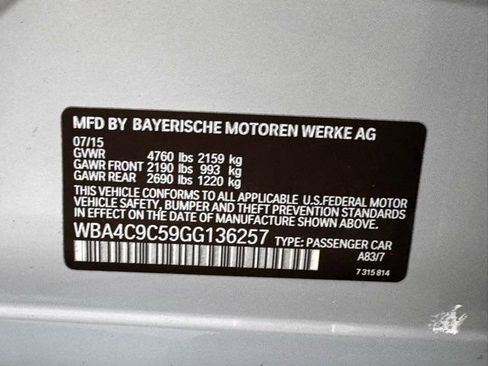 MFD BY BAYERISCHE MOTOREN WERKE AG
07/15
GVWR 4760 lbs 2159 kg
GAWR FRONT 2190 lbs 993 kg
GAWR REAR 2690 lbs 1220 kg
THIS VEHICLE CONFORMS TO ALL APPLICABLE U.S.FEDERAL MOTOR
VEHICLE SAFETY, BUMPER AND THEFT PREVENTION STANDARDS
IN EFFECT ON THE DATE OF MANUFACTURE SHOWN ABOVE.
WBA4C9C59GG136257 TYPE: PASSENGER CAR
A83/7
7 315 814